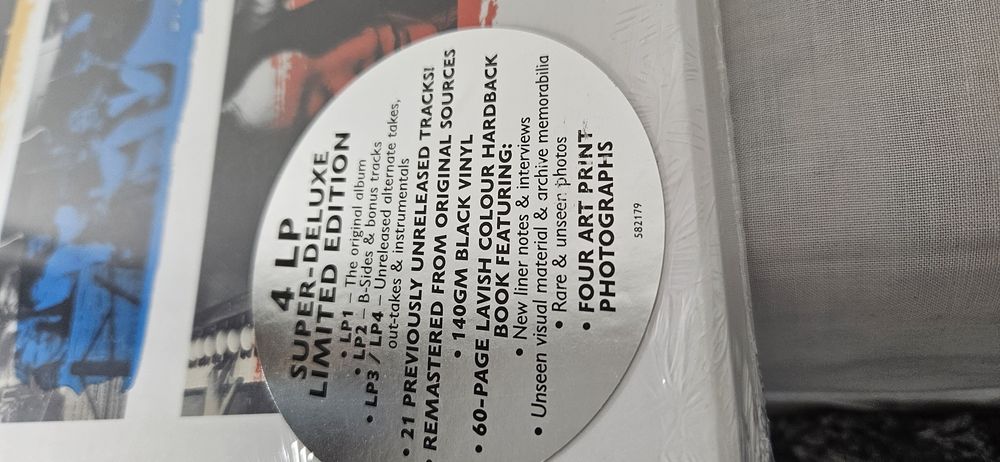 4 LP
SUPER-DELUXE
LIMITED EDITION
• LP1 – The original album
• LP2 – B-Sides & bonus tracks
• LP3 / LP4 – Unreleased alternate takes,
out-takes & instrumentals
• 21 PREVIOUSLY UNRELEASED TRACKS!
• REMASTERED FROM ORIGINAL SOURCES
• 140GM BLACK VINYL
• 60-PAGE LAVISH COLOUR HARDBACK
BOOK FEATURING:
• New liner notes & interviews
• Unseen visual material & archive memorabilia
• Rare & unseen photos
• FOUR ART PRINT
PHOTOGRAPHS
582179